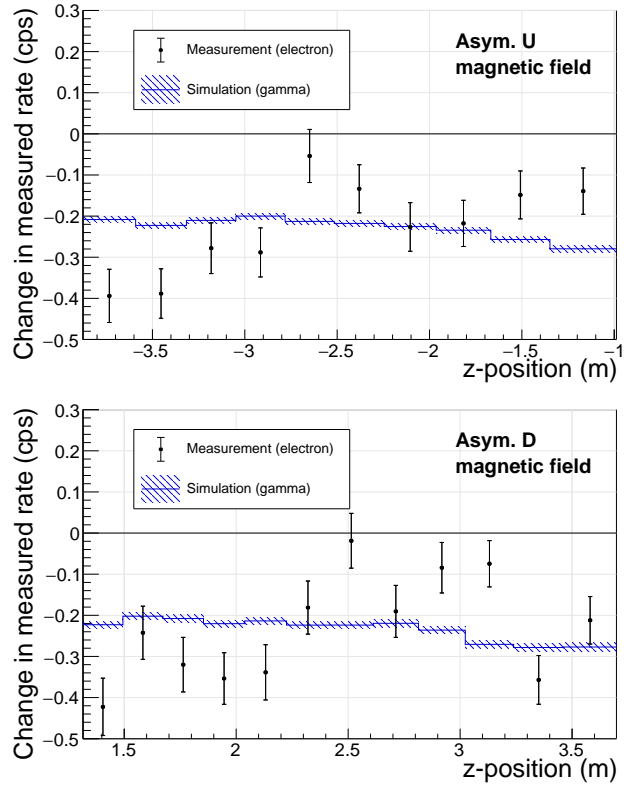 Change in measured rate (cps)
0.3
0.2
0.1
0
−0.1
−0.2
−0.3
−0.4
−0.5
Measurement (electron)
Simulation (gamma)
Asym. U
magnetic field
−3.5 −3 −2.5 −2 −1.5 −1
z-position (m)
Change in measured rate (cps)
0.3
0.2
0.1
0
−0.1
−0.2
−0.3
−0.4
−0.5
Measurement (electron)
Simulation (gamma)
Asym. D
magnetic field
1.5 2 2.5 3 3.5
z-position (m)